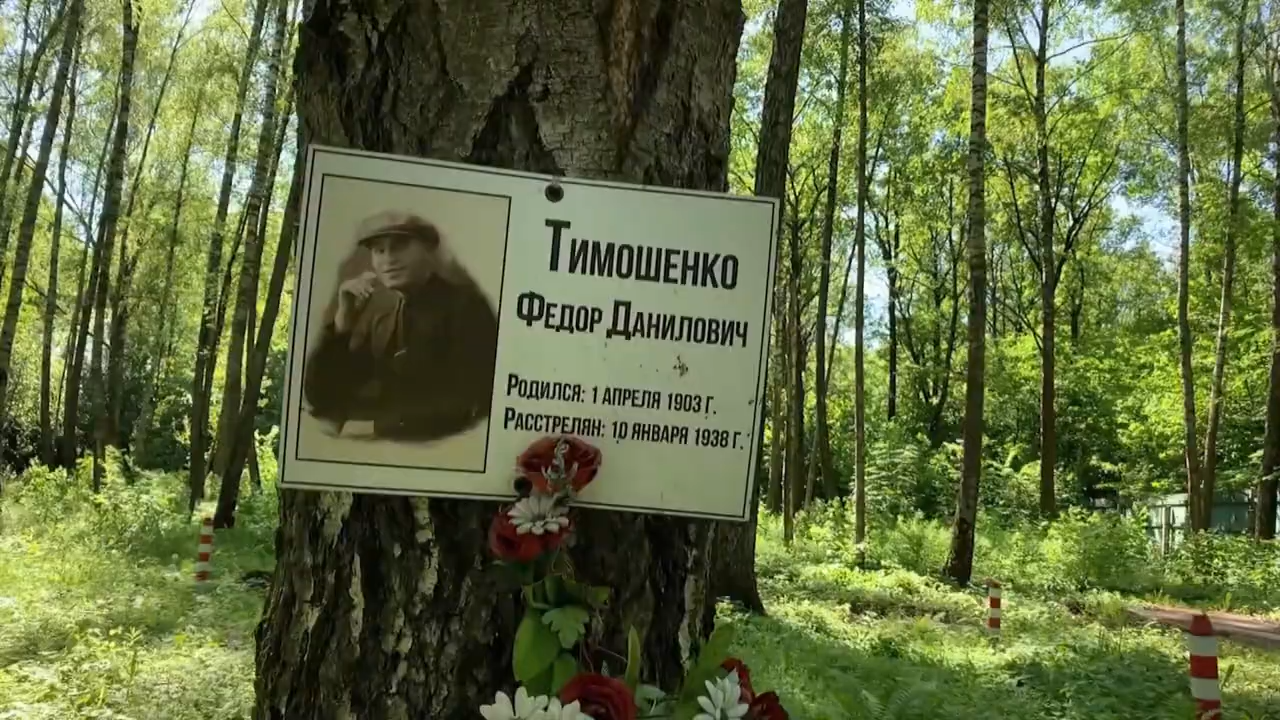 Тимошенко
Федор Данилович
Родился: 1 апреля 1903 г.
Расстрелян: 10 января 1938 г.